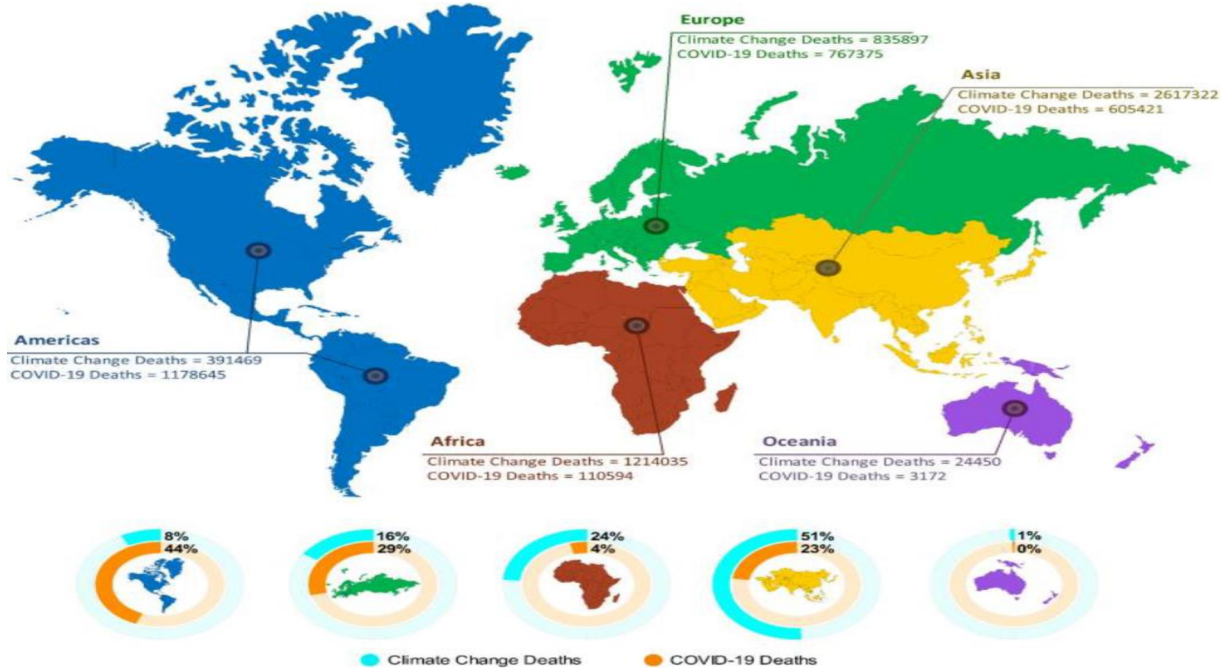 Europe
Climate Change Deaths = 835897
COVID-19 Deaths = 767375
Asia
Climate Change Deaths = 2617322
COVID-19 Deaths = 605421
Americas
Climate Change Deaths = 391469
COVID-19 Deaths = 1178645
Africa
Climate Change Deaths = 1214035
COVID-19 Deaths = 110594
Oceania
Climate Change Deaths = 24450
COVID-19 Deaths = 3172
8%
44%
16%
29%
24%
4%
51%
23%
1%
0%
Climate Change Deaths
COVID-19 Deaths